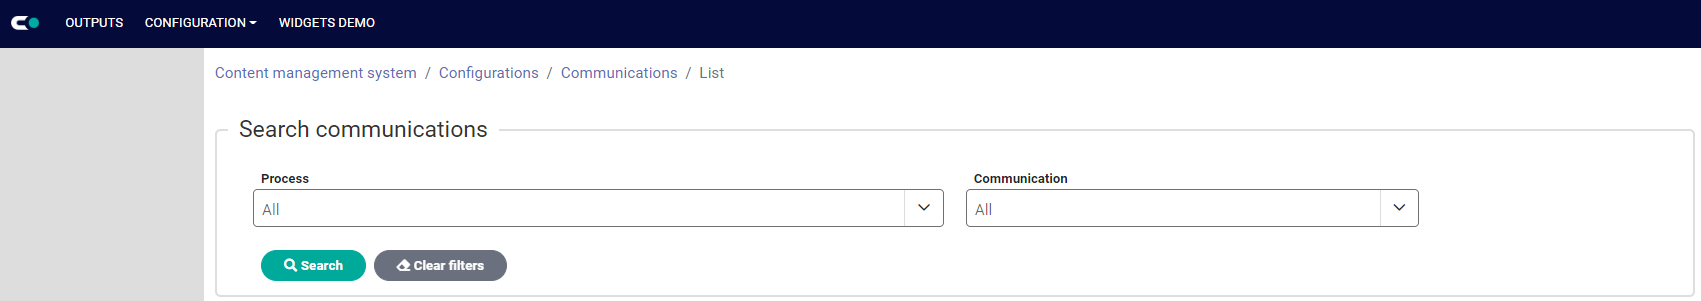 OUTPUTS CONFIGURATION WIDGETS DEMO
Content management system / Configurations / Communications / List
Search communications
Process Communication
All All
Search Clear filters